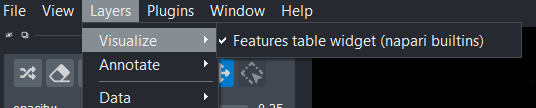 File View Layers Plugins Window Help
Visualize
Features table widget (napari builtins)
Annotate
Data
opacity:
0.25